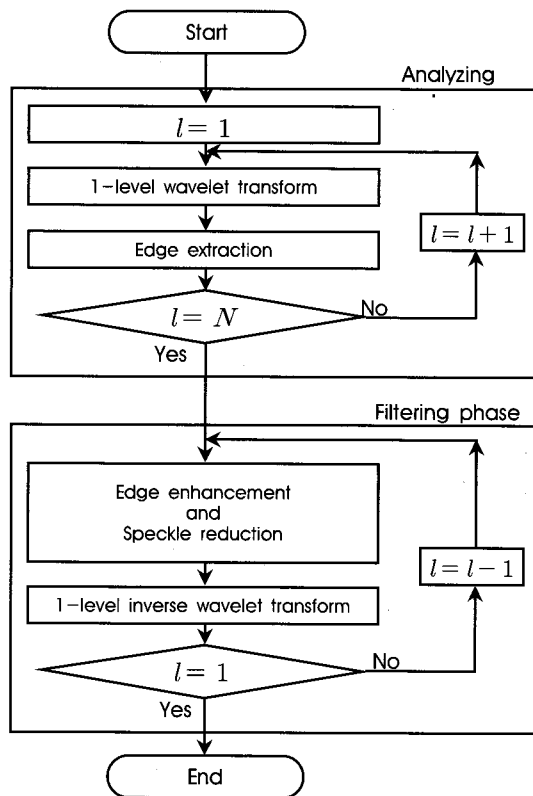 Start
Analyzing
l = 1
1-level wavelet transform
l = l + 1
Edge extraction
l = N
No
Yes
Filtering phase
Edge enhancement
and
Speckle reduction
l = l - 1
1-level inverse wavelet transform
l = 1
No
Yes
End